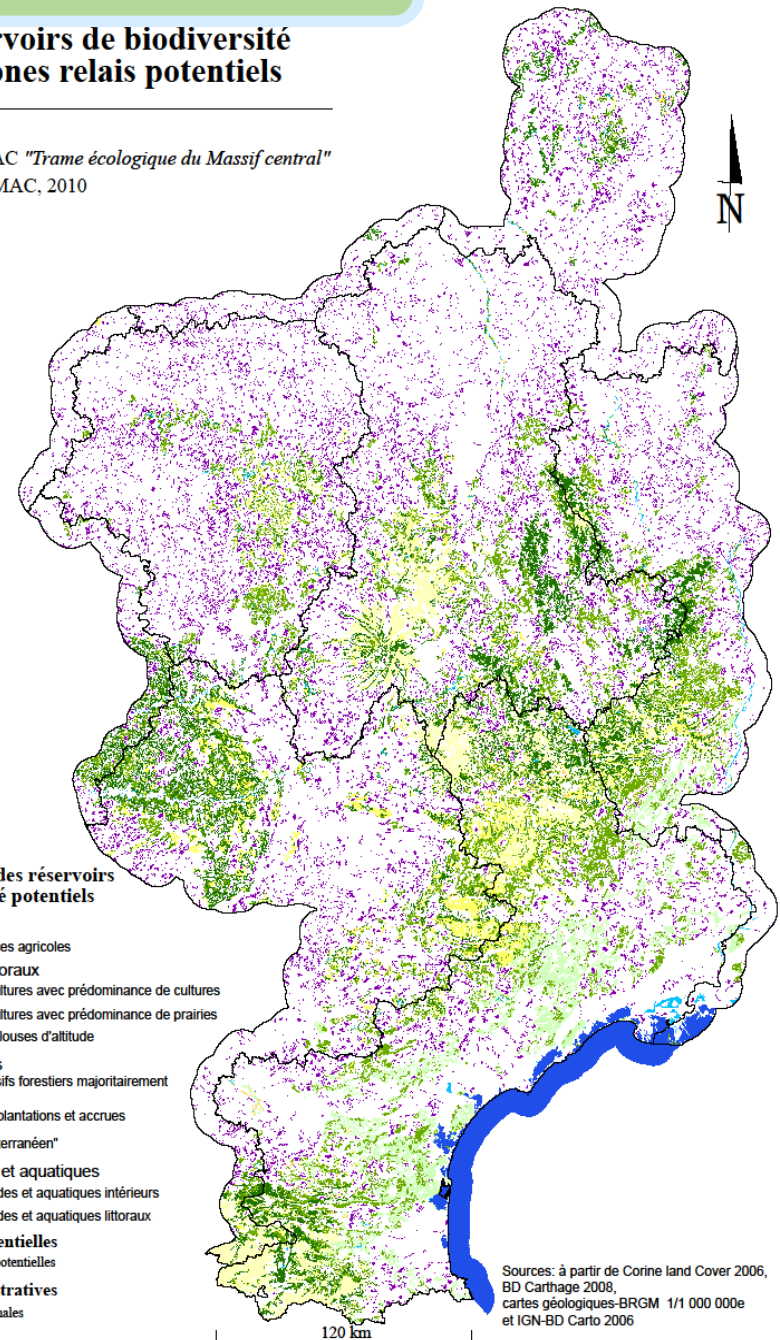 rvoirs de biodiversité
ones relais potentiels
AC "Trame écologique du Massif central"
MAC, 2010
N
des réservoirs
é potentiels
es agricoles
oraux
ltures avec prédominance de cultures
ltures avec prédominance de prairies
louses d'altitude
s
sifs forestiers majoritairement
plantations et accrues
terranéen"
et aquatiques
des et aquatiques intérieurs
des et aquatiques littoraux
entielles
potentielles
tratives
nales
120 km
Sources: à partir de Corine land Cover 2006,
BD Carthage 2008,
cartes géologiques-BRGM 1/1 000 000e
et IGN-BD Carto 2006